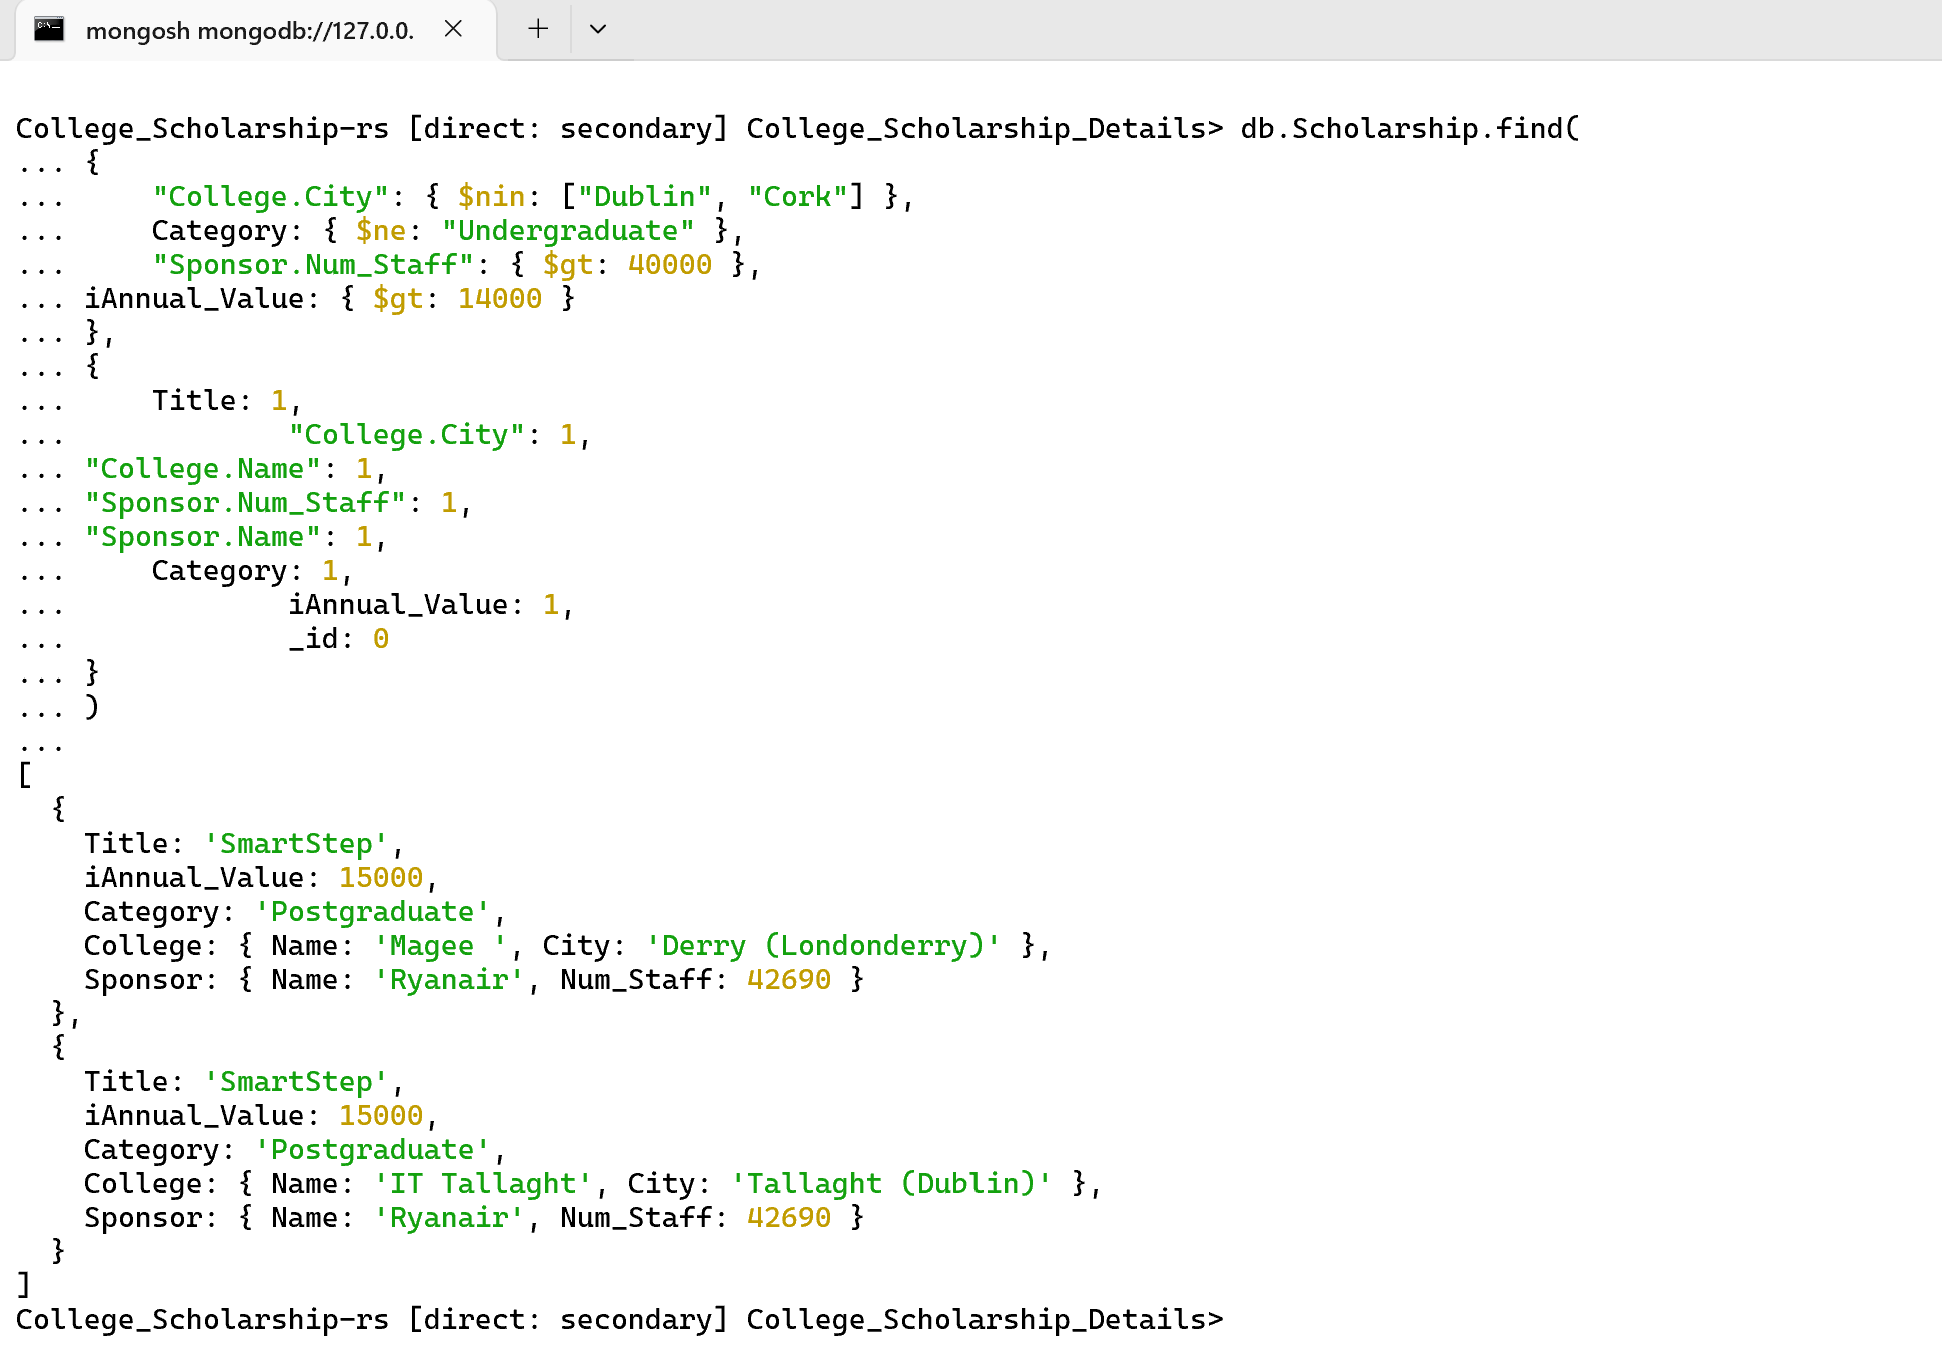 mongosh mongodb://127.0.0.
College_Scholarship-rs [direct: secondary] College_Scholarship_Details> db.Scholarship.find(
... {
...     "College.City": { $nin: ["Dublin", "Cork"] },
...     Category: { $ne: "Undergraduate" },
...     "Sponsor.Num_Staff": { $gt: 40000 },
... iAnnual_Value: { $gt: 14000 }
... },
... {
...     Title: 1,
...             "College.City": 1,
... "College.Name": 1,
... "Sponsor.Num_Staff": 1,
... "Sponsor.Name": 1,
...     Category: 1,
...             iAnnual_Value: 1,
...             _id: 0
... }
... )
...
[
  {
    Title: 'SmartStep',
    iAnnual_Value: 15000,
    Category: 'Postgraduate',
    College: { Name: 'Magee ', City: 'Derry (Londonderry)' },
    Sponsor: { Name: 'Ryanair', Num_Staff: 42690 }
  },
  {
    Title: 'SmartStep',
    iAnnual_Value: 15000,
    Category: 'Postgraduate',
    College: { Name: 'IT Tallaght', City: 'Tallaght (Dublin)' },
    Sponsor: { Name: 'Ryanair', Num_Staff: 42690 }
  }
]
College_Scholarship-rs [direct: secondary] College_Scholarship_Details>